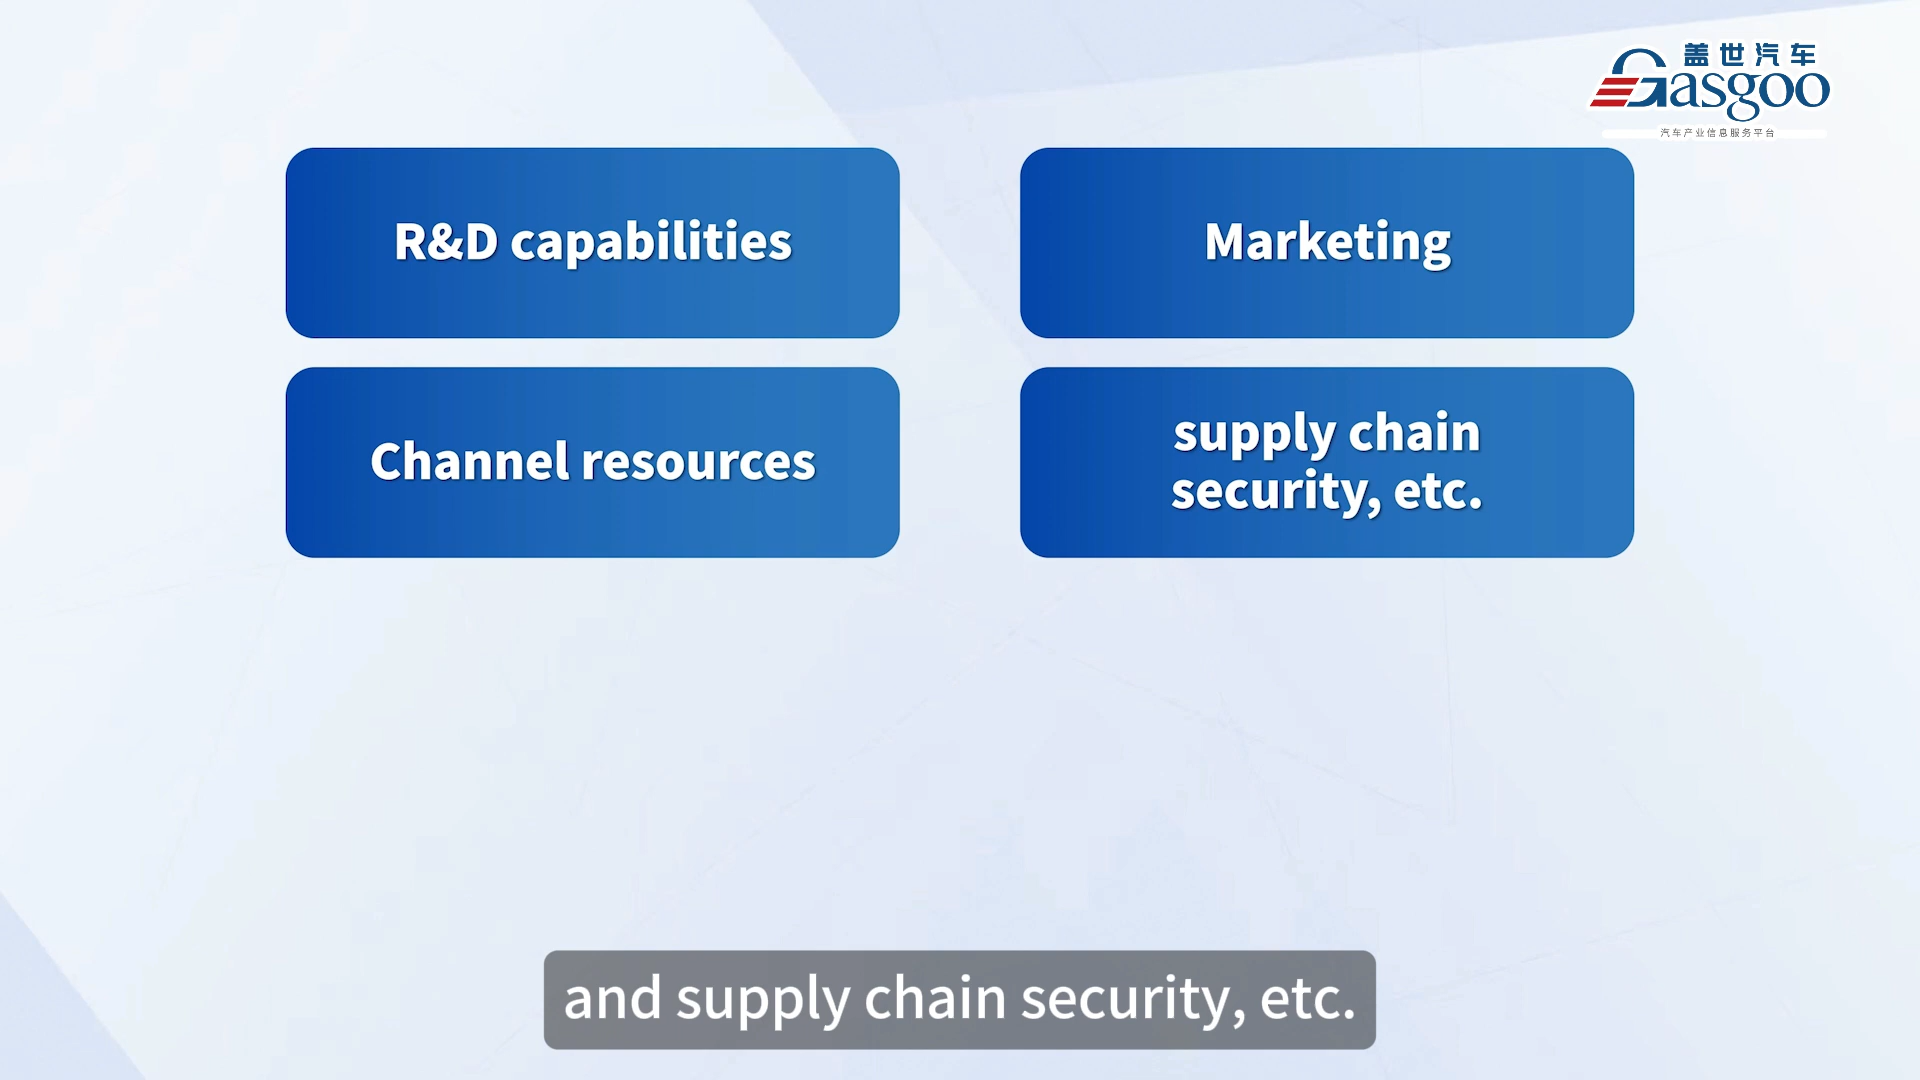 盖世汽车
Gasgoo
汽车产业信息服务平台
R&D capabilities
Marketing
Channel resources
supply chain
security, etc.
and supply chain security, etc.